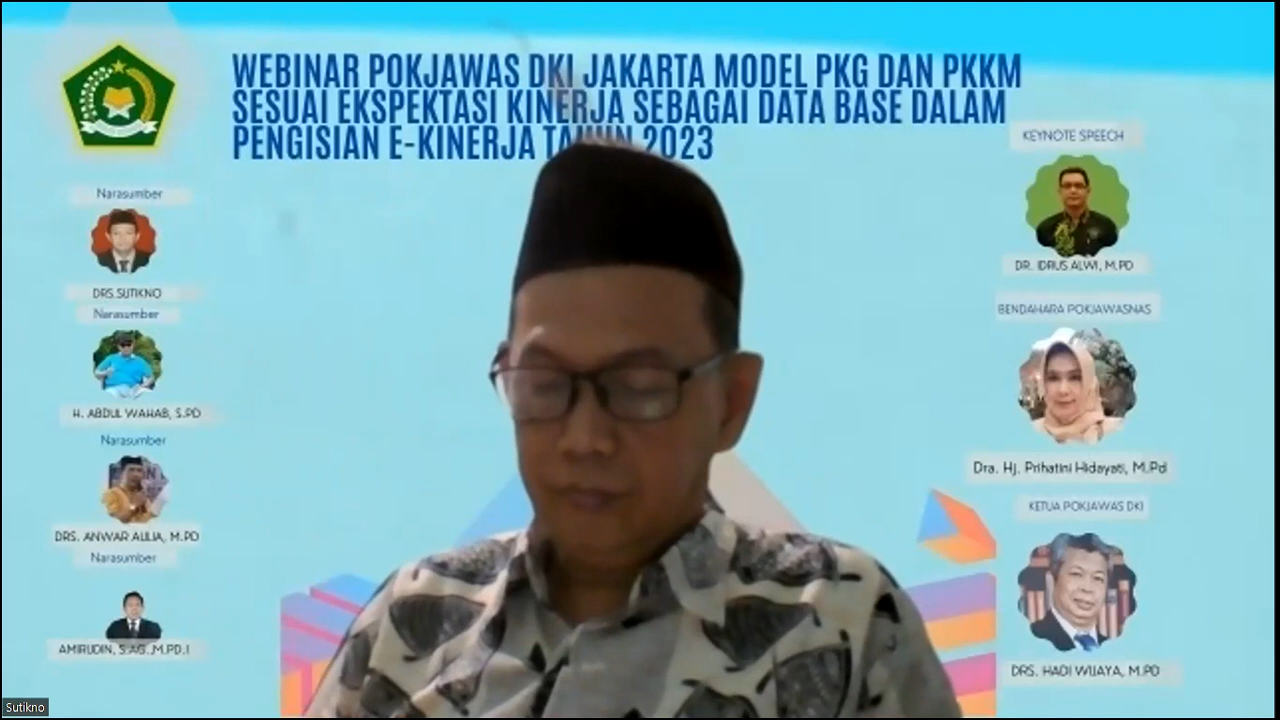 WEBINAR POKJAWAS DKI JAKARTA MODEL PKG DAN PKKM
SESUAI EKSPEKTASI KINERJA SEBAGAI DATA BASE DALAM
PENGISIAN E-KINERJA TAHUN 2023
Narasumber
DRS.SUTIKNO
Narasumber
H. ABDUL WAHAB, S.PD
Narasumber
DRS. ANWAR AULIA, M.PD
Narasumber
AMIRUDIN, S.AG.,M.PD.I
KEYNOTE SPEECH
DR. IDRUS ALWI, M.PD
BENDAHARA POKJAWASNAS
Dra. Hj. Prihatini Hidayati, M.Pd
KETUA POKJAWAS DKI
DRS. HADI WIJAYA, M.PD
Sutikno